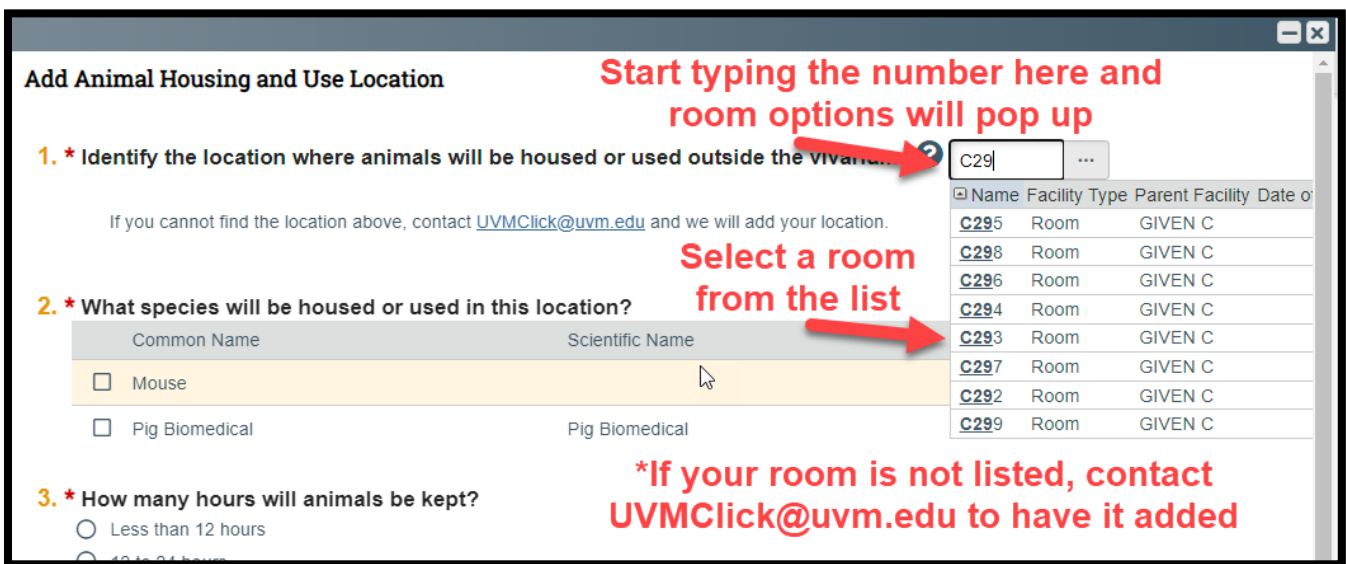 Add Animal Housing and Use Location
Start typing the number here and
room options will pop up
1. * Identify the location where animals will be housed or used outside the
C29 ...
If you cannot find the location above, contact UVMClick@uvm.edu and we will add your location.
Name Facility Type Parent Facility Date
C295 Room GIVEN C
C298 Room GIVEN C
C296 Room GIVEN C
C294 Room GIVEN C
C293 Room GIVEN C
C297 Room GIVEN C
C292 Room GIVEN C
C299 Room GIVEN C
Select a room
from the list
2. * What species will be housed or used in this location?
Common Name Scientific Name
Mouse
Pig Biomedical Pig Biomedical
*If your room is not listed, contact
UVMClick@uvm.edu to have it added
3. * How many hours will animals be kept?
Less than 12 hours